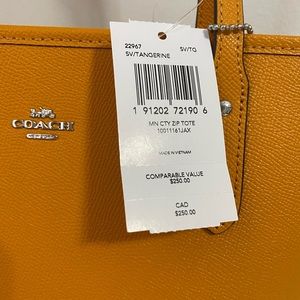 22967 SV/TG
SV/TANGERINE
1 91202 72190 6
MN CTY ZIP TOTE
10011161JAX
MADE IN VIETNAM
COMPARABLE VALUE
$250.00
CAD
$250.00
COACH